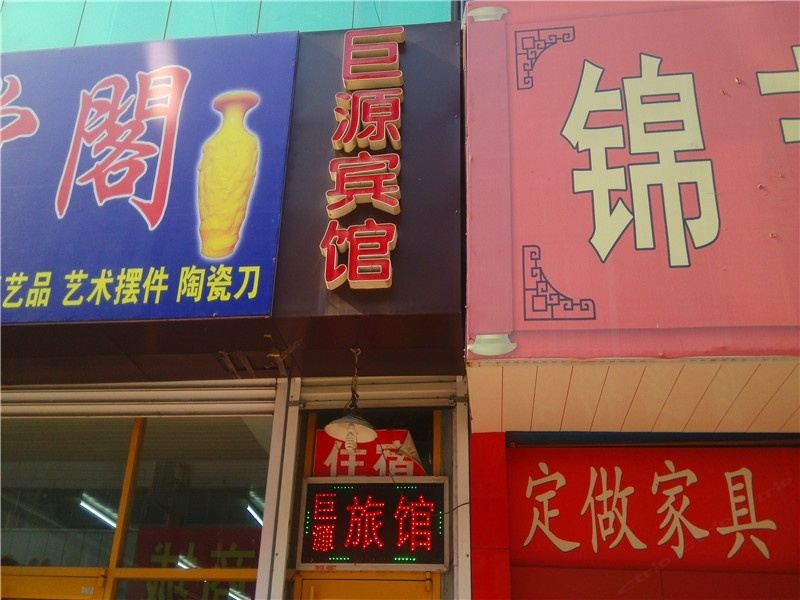 阁
艺品 艺术摆件 陶瓷刀
巨源宾馆
锦
住宿
巨源 旅馆
定做家具